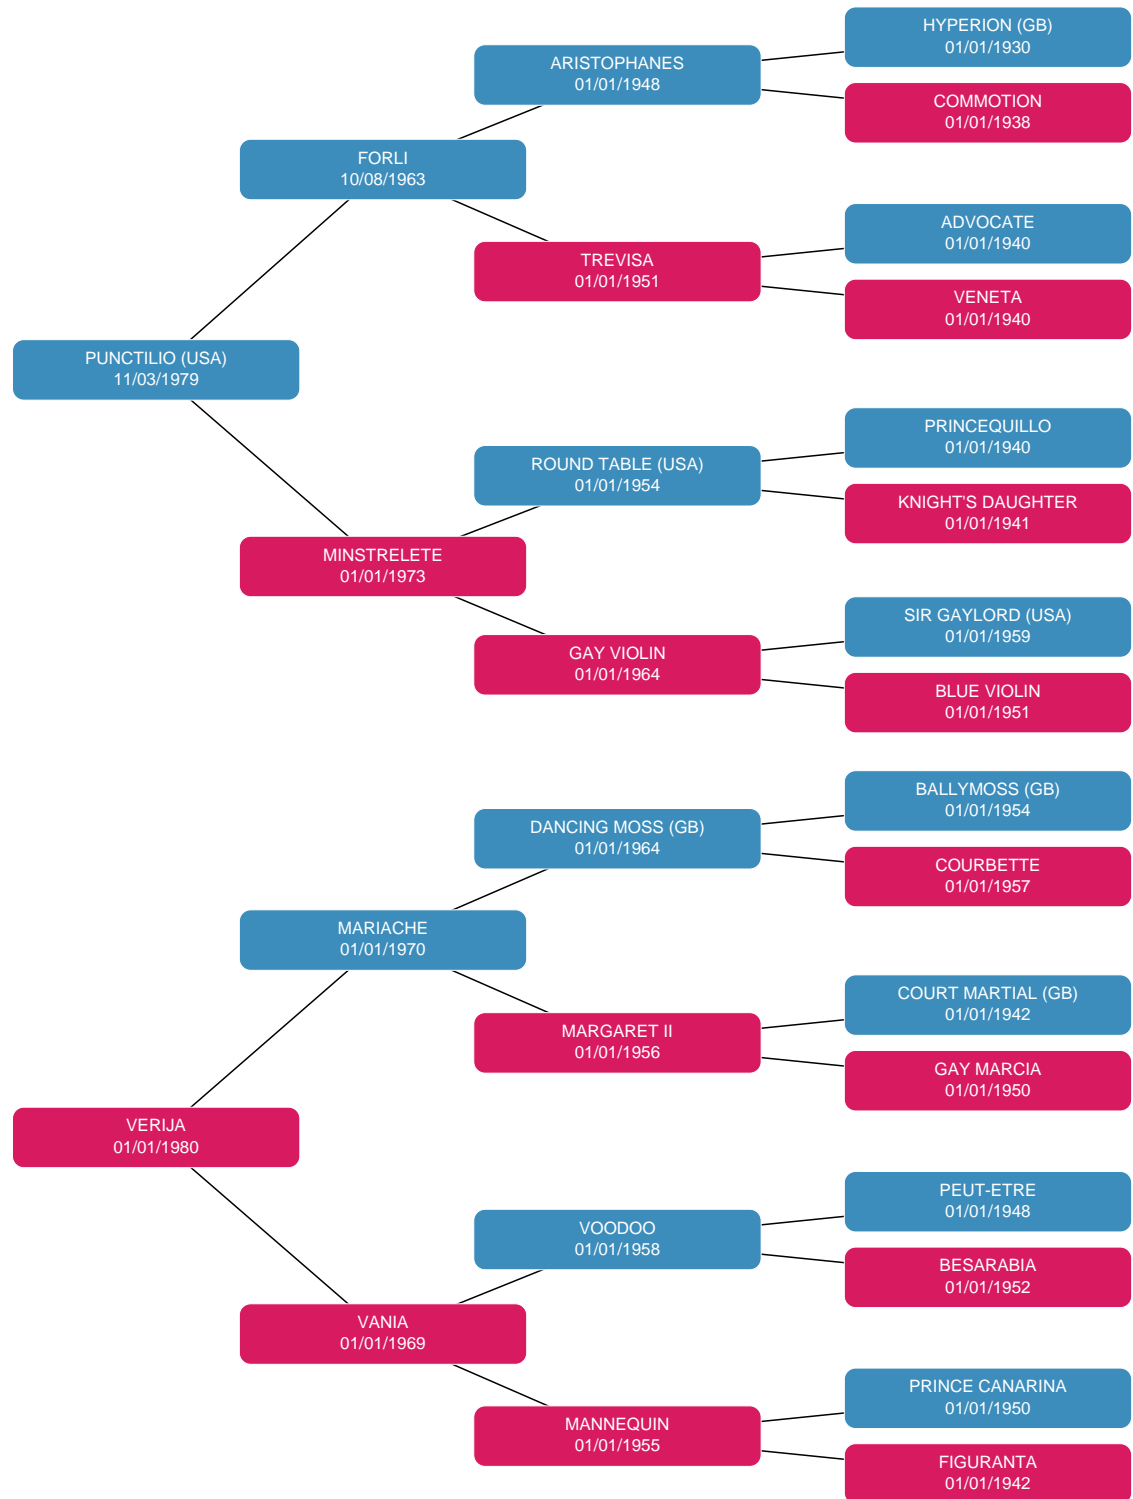 HYPERION (GB)
01/01/1930
ARISTOPHANES
01/01/1948
COMMOTION
01/01/1938
FORLI
10/08/1963
ADVOCATE
01/01/1940
TREVISA
01/01/1951
VENETA
01/01/1940
PUNCTILIO (USA)
11/03/1979
PRINCEQUILLO
01/01/1940
ROUND TABLE (USA)
01/01/1954
KNIGHT'S DAUGHTER
01/01/1941
MINSTRELETE
01/01/1973
SIR GAYLORD (USA)
01/01/1959
GAY VIOLIN
01/01/1964
BLUE VIOLIN
01/01/1951
BALLYMOSS (GB)
01/01/1954
DANCING MOSS (GB)
01/01/1964
COURBETTE
01/01/1957
MARIACHE
01/01/1970
COURT MARTIAL (GB)
01/01/1942
MARGARET II
01/01/1956
GAY MARCIA
01/01/1950
VERIJA
01/01/1980
PEUT-ETRE
01/01/1948
VOODOO
01/01/1958
BESARABIA
01/01/1952
VANIA
01/01/1969
PRINCE CANARINA
01/01/1950
MANNEQUIN
01/01/1955
FIGURANTA
01/01/1942